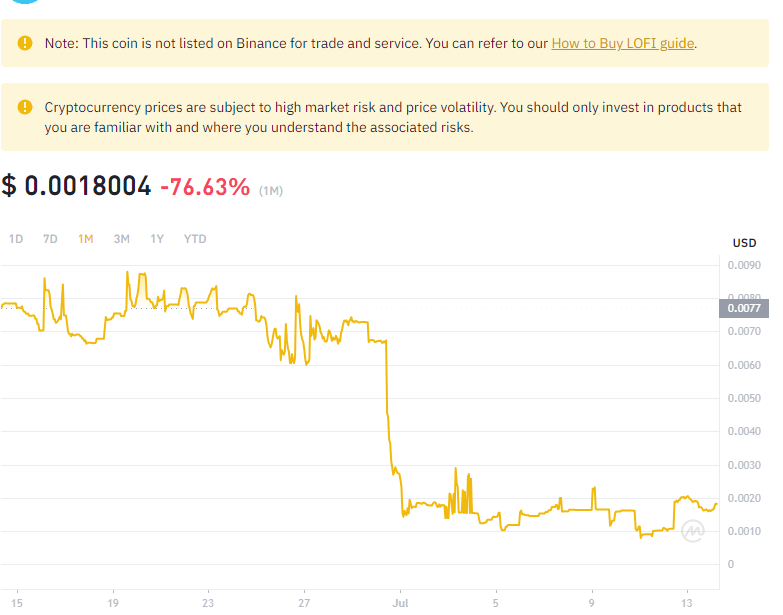 Note: This coin is not listed on Binance for trade and service. You can refer to our How to Buy LOFI guide.
Cryptocurrency prices are subject to high market risk and price volatility. You should only invest in products that
you are familiar with and where you understand the associated risks.
$ 0.0018004 -76.63% (1M)
1D 7D 1M 3M 1Y YTD
USD
0.0090
0.0080
0.0077
0.0070
0.0060
0.0050
0.0040
0.0030
0.0020
0.0010
0
15 19 23 27 Jul 5 9 13